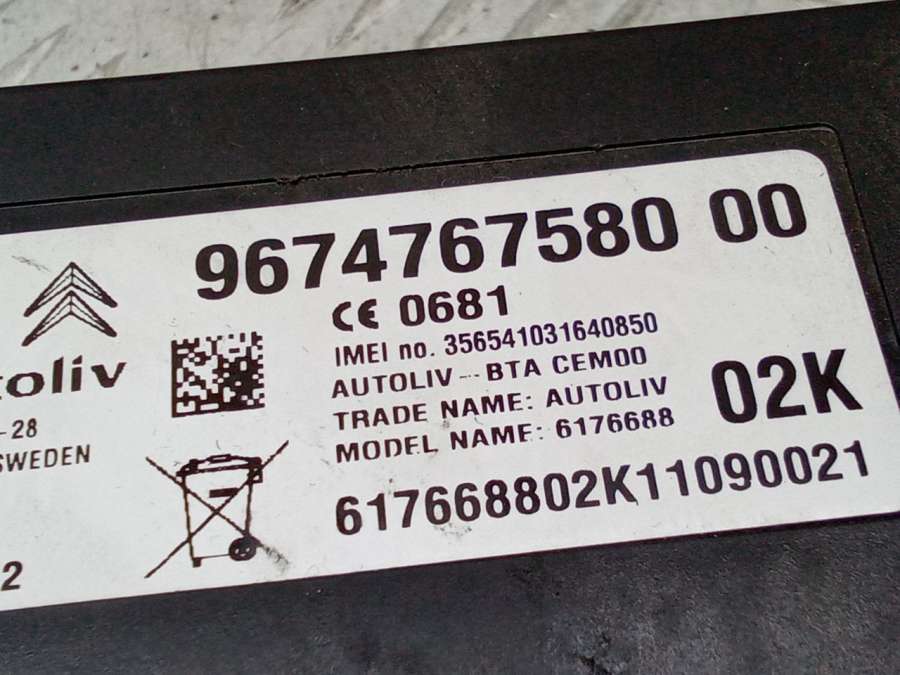 9674767580 00
CE 0681
IMEI no. 356541031640850
AUTOLIV--BTA CEM00
TRADE NAME: AUTOLIV
MODEL NAME: 6176688
02K
617668802K11090021
toliv
-28
SWEDEN
2